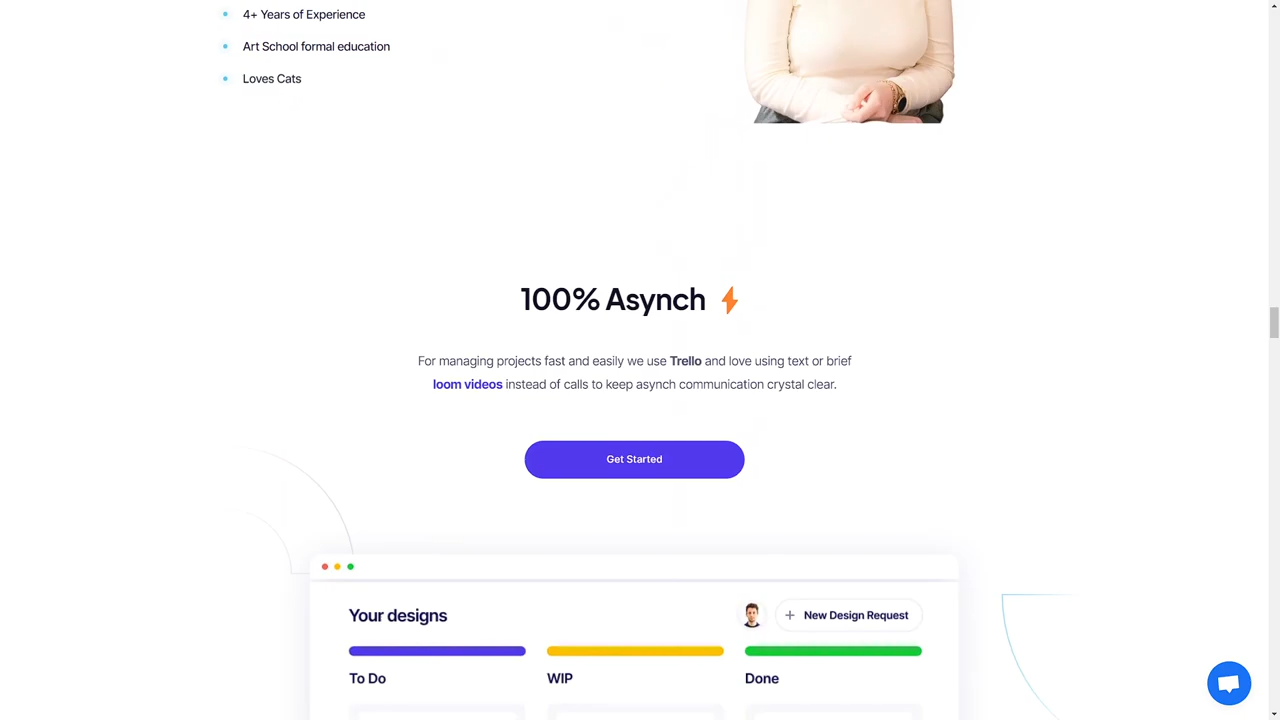 4+ Years of Experience
Art School formal education
Loves Cats
100% Asynch
For managing projects fast and easily we use Trello and love using text or brief
loom videos instead of calls to keep asynch communication crystal clear.
Get Started
Your designs
+ New Design Request
To Do
WIP
Done